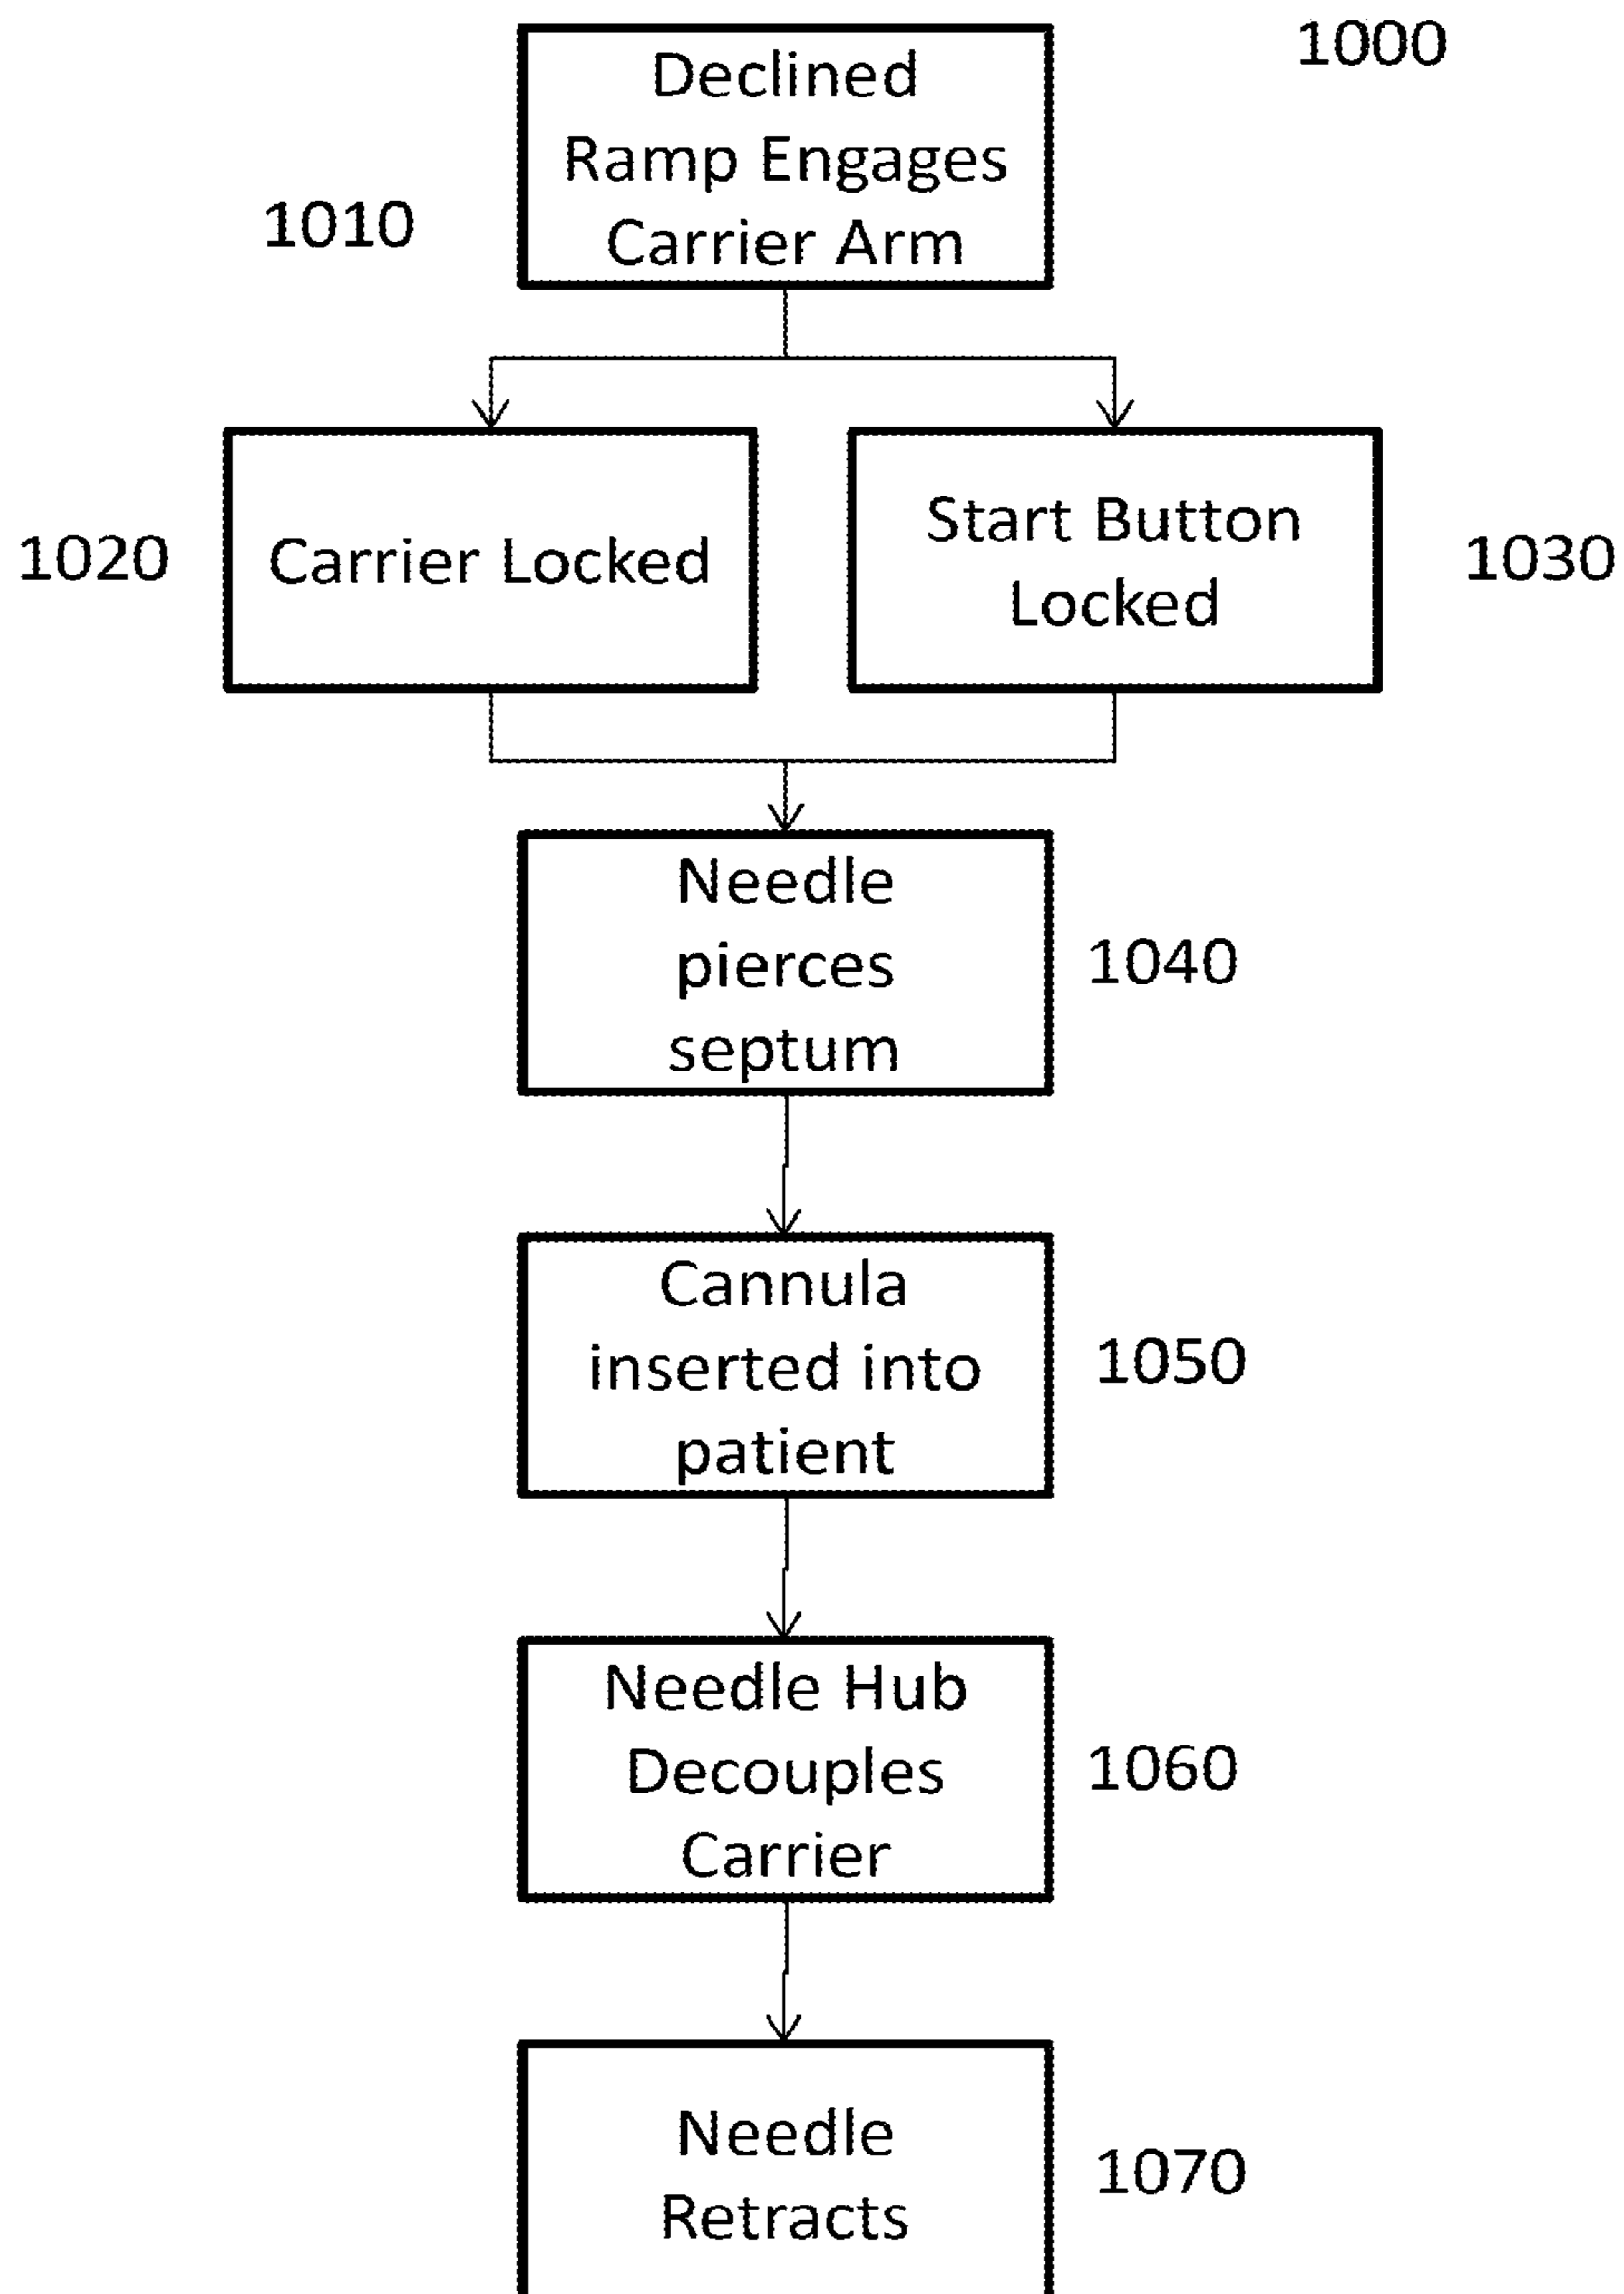 1000
Declined
Ramp Engages
Carrier Arm
1010
1020
Carrier Locked
Start Button
Locked
1030
Needle
pierces
septum
1040
Cannula
inserted into
patient
1050
Needle Hub
Decouples
Carrier
1060
Needle
Retracts
1070